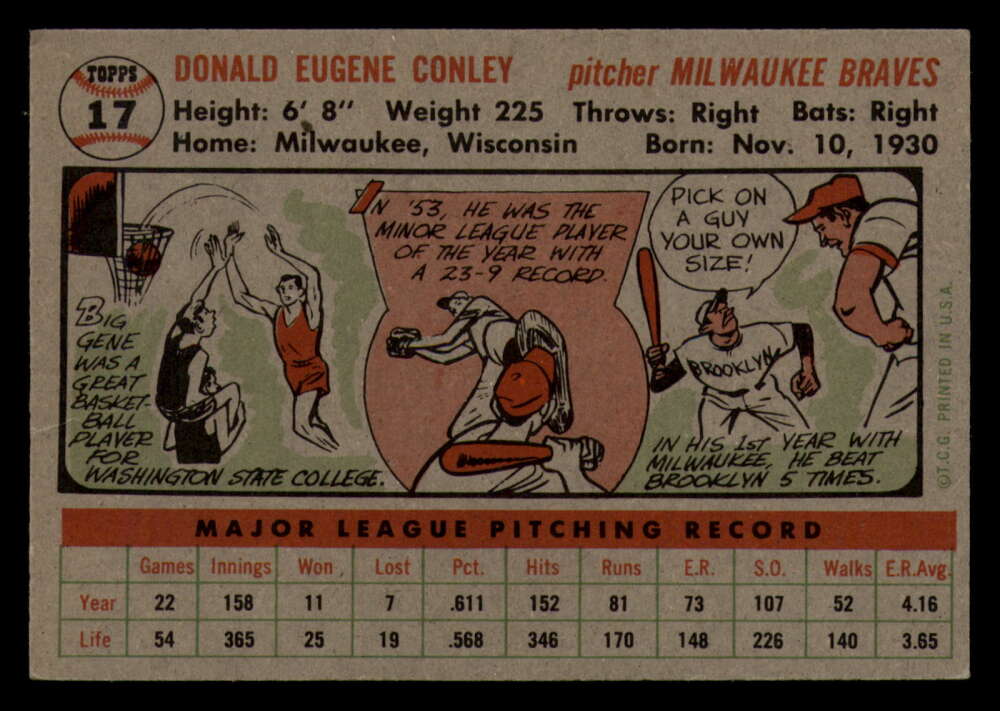 TOPPS
17
DONALD EUGENE CONLEY pitcher MILWAUKEE BRAVES
Height: 6' 8" Weight 225 Throws: Right Bats: Right
Home: Milwaukee, Wisconsin Born: Nov. 10, 1930
BIG
GENE
WAS A
GREAT
BASKET-
BALL
PLAYER
FOR
WASHINGTON STATE COLLEGE.
IN '53, HE WAS THE
MINOR LEAGUE PLAYER
OF THE YEAR WITH
A 23-9 RECORD.
PICK ON
A GUY
YOUR OWN
SIZE!
BROOKLYN
IN HIS 1st YEAR WITH
MILWAUKEE, HE BEAT
BROOKLYN 5 TIMES.
©T.C.G. PRINTED IN U.S.A.
MAJOR LEAGUE PITCHING RECORD
Games Innings Won Lost Pct. Hits Runs E.R. S.O. Walks E.R.Avg.
Year 22 158 11 7 .611 152 81 73 107 52 4.16
Life 54 365 25 19 .568 346 170 148 226 140 3.65